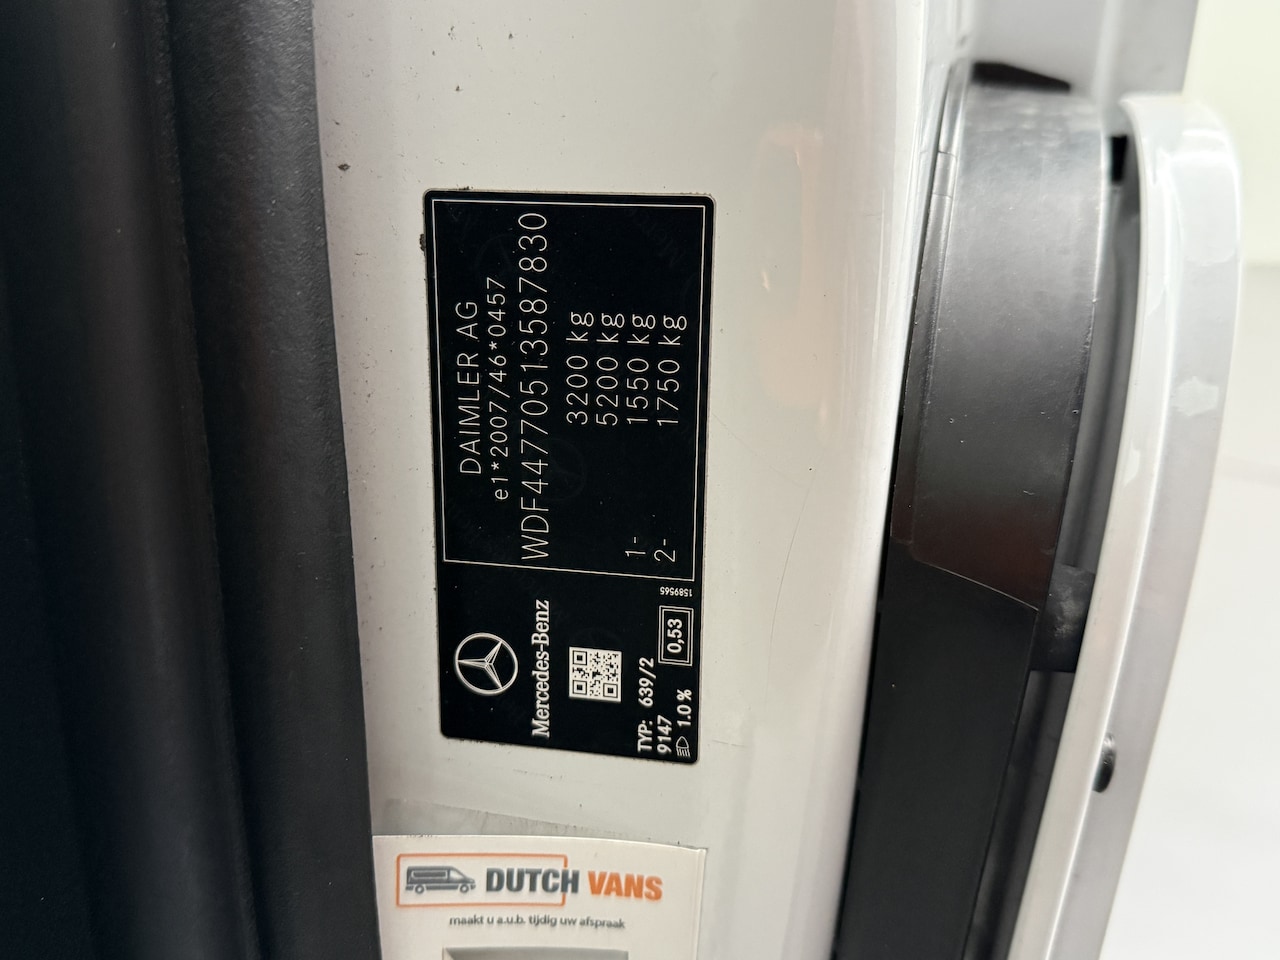 DAIMLER AG
e1*2007/46*0457
WDF44770513587830
3200 kg
5200 kg
1- 1550 kg
2- 1750 kg
1589565
Mercedes-Benz
TYP: 639/2
9147
1.0 %
0,53
DUTCH VANS
maakt u a.u.b. tijdig uw afspraak